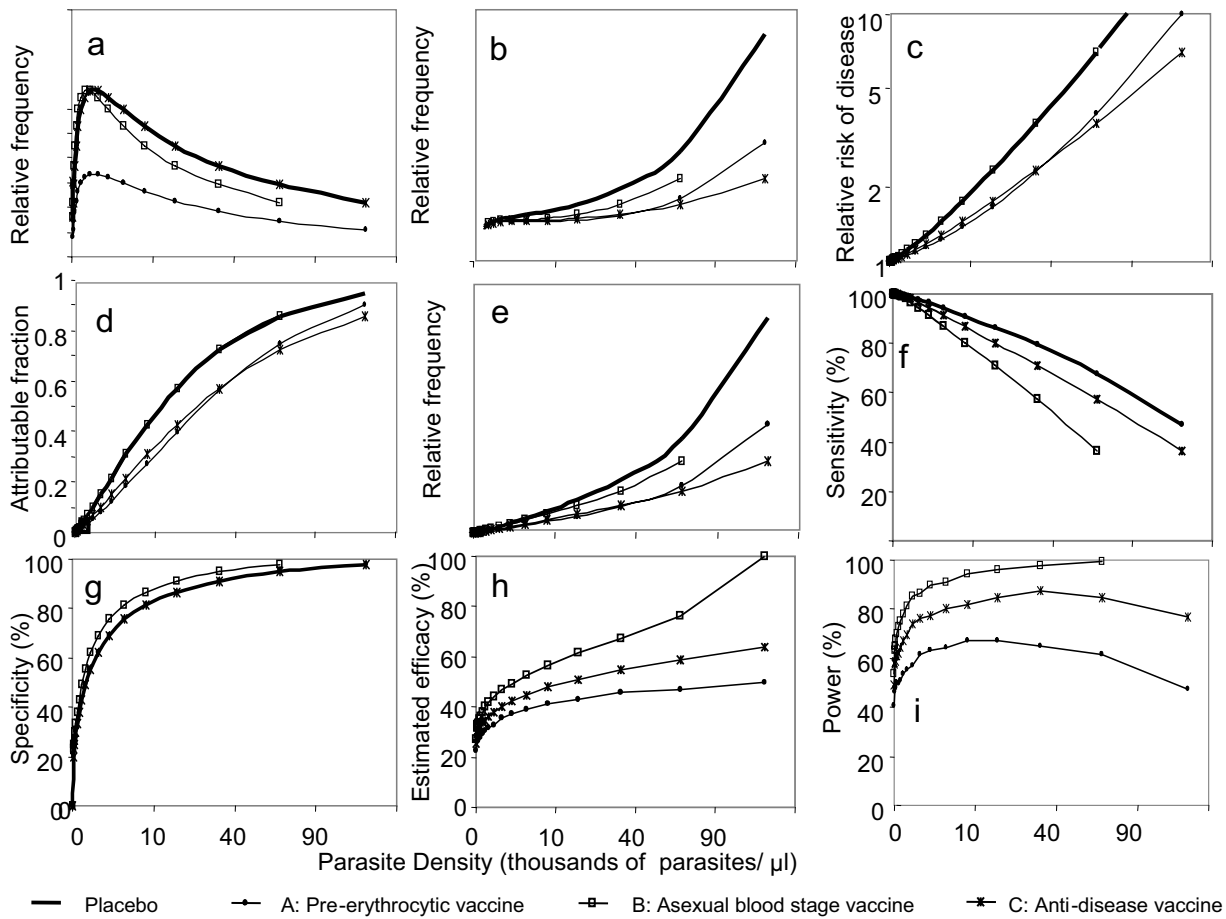 a
Relative frequency
b
Relative frequency
c
Relative risk of disease
10
5
2
1
d
Attributable fraction
1
0.8
0.6
0.4
0.2
0
e
Relative frequency
f
Sensitivity (%)
100
80
60
40
20
g
Specificity (%)
100
80
60
40
20
0
0
0 10 40 90
h
Estimated efficacy (%)
100
80
60
40
20
0
0 10 40 90
i
Power (%)
100
80
60
40
20
0
0 10 40 90
Parasite Density (thousands of parasites/ µl)
Placebo A: Pre-erythrocytic vaccine B: Asexual blood stage vaccine C: Anti-disease vaccine